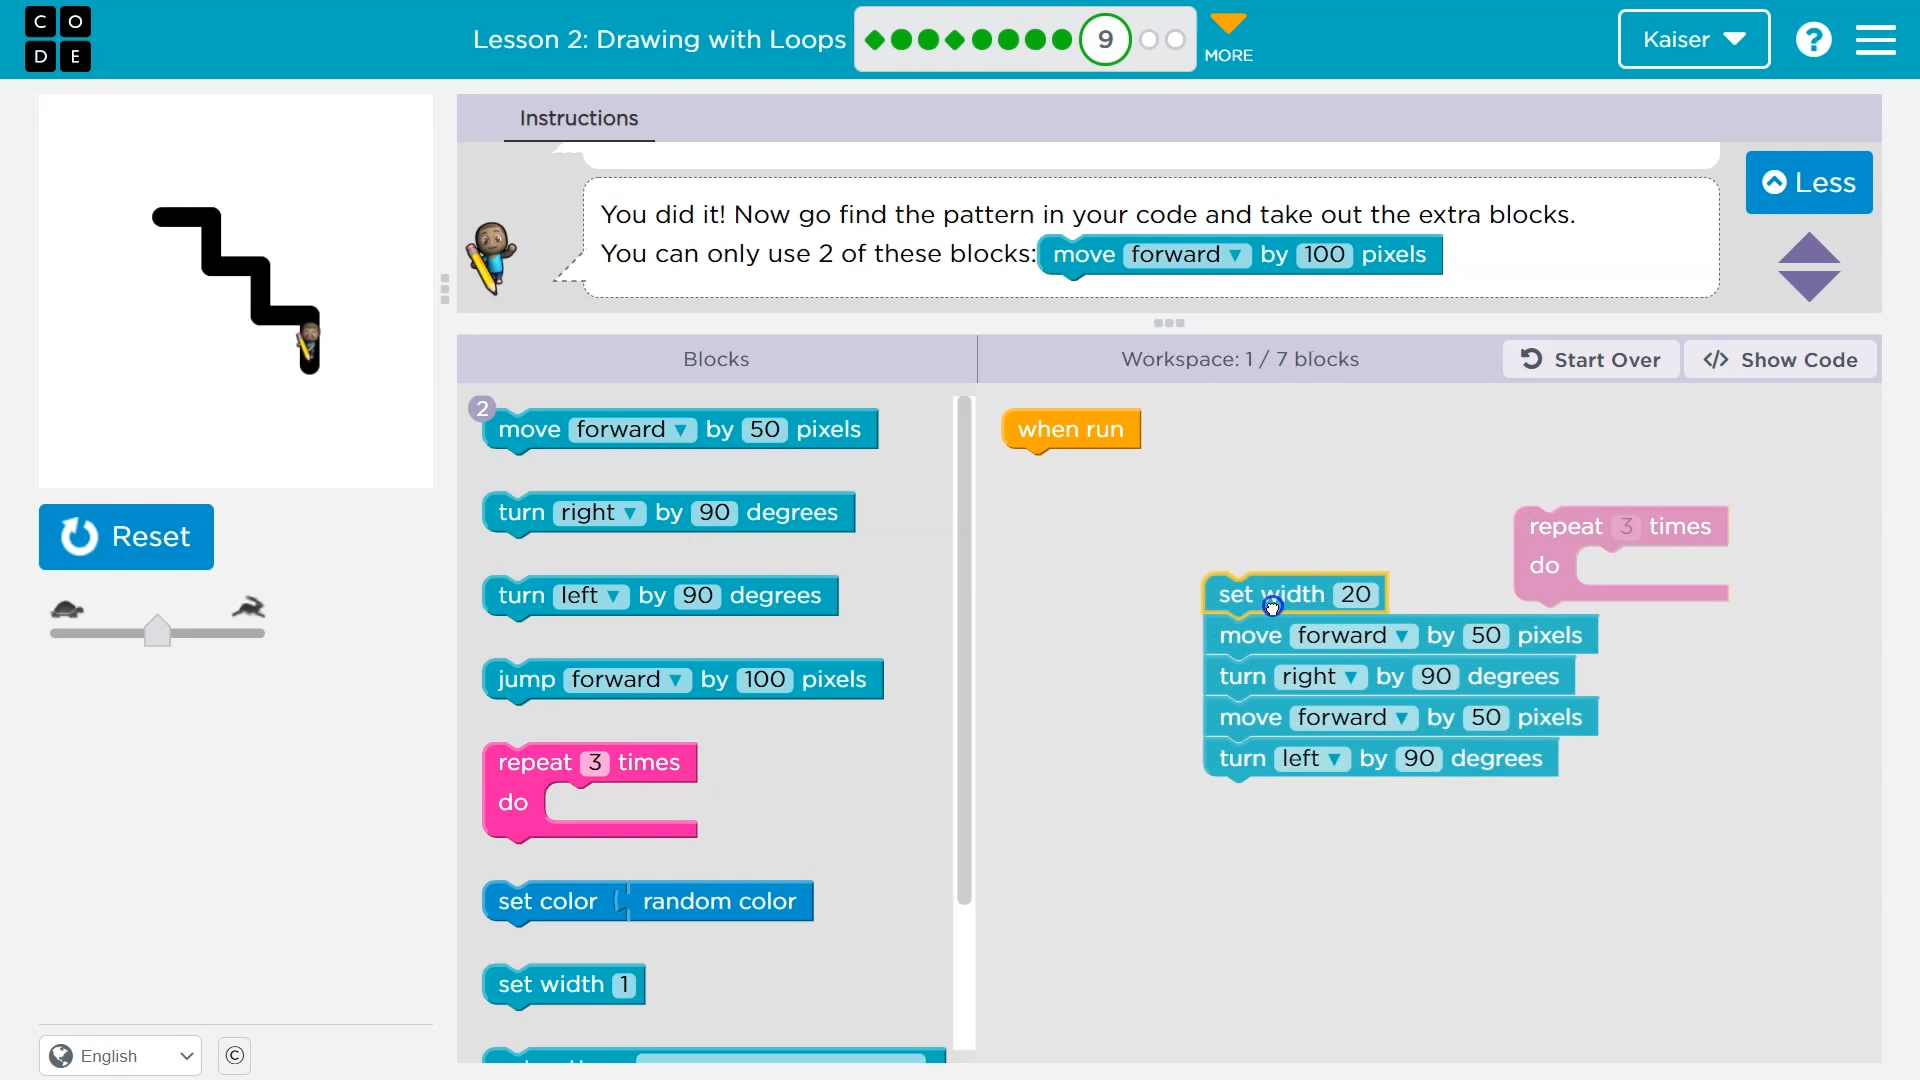 C O
D E
Lesson 2: Drawing with Loops
9
MORE
Kaiser
?
Instructions
You did it! Now go find the pattern in your code and take out the extra blocks.
You can only use 2 of these blocks: move forward ▼ by 100 pixels
Less
Blocks
Workspace: 1 / 7 blocks
Start Over
</> Show Code
2
move forward ▼ by 50 pixels
turn right ▼ by 90 degrees
turn left ▼ by 90 degrees
jump forward ▼ by 100 pixels
repeat 3 times
do
set color random color
set width 1
when run
repeat 3 times
do
set width 20
move forward ▼ by 50 pixels
turn right ▼ by 90 degrees
move forward ▼ by 50 pixels
turn left ▼ by 90 degrees
Reset
English
©